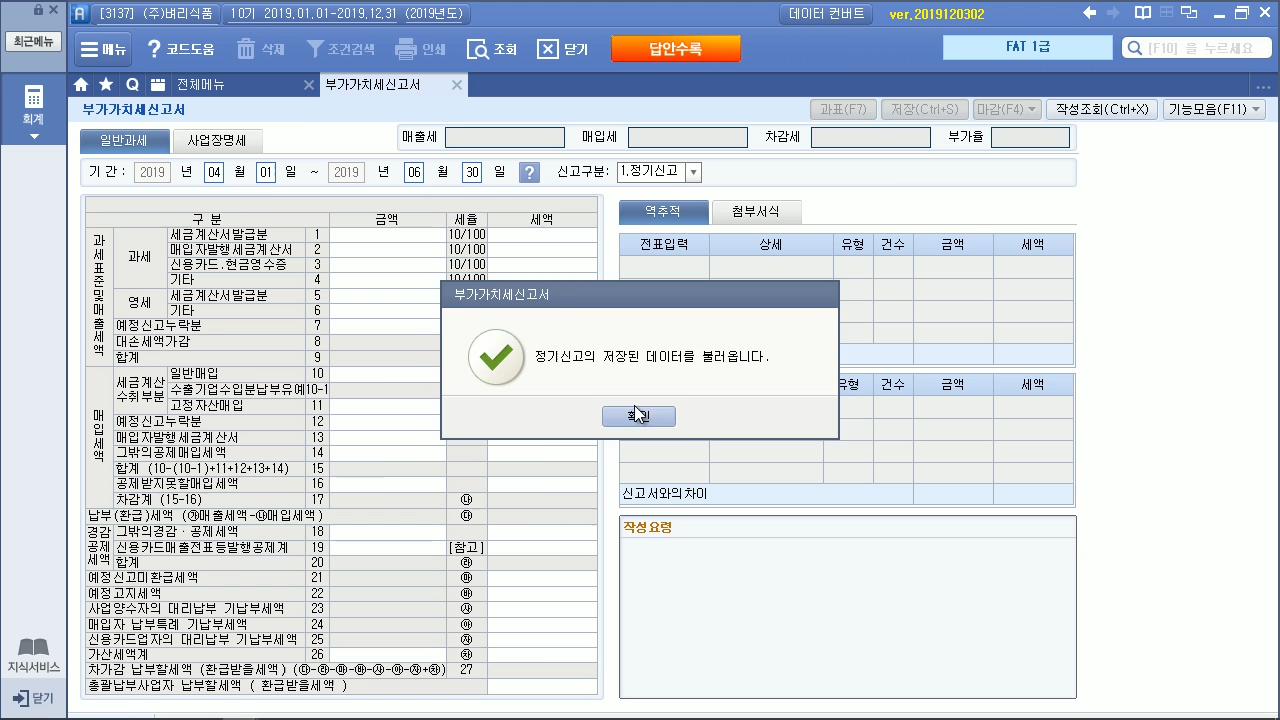 [3137] (주)벼리식품 10기 2019.01.01-2019.12.31 (2019년도) 데이터 컨버트 ver.2019120302
최근메뉴 메뉴 코드도움 삭제 조건검색 인쇄 조회 닫기 답안수록 FAT 1급 [F10] 을 누르세요
회계
전체메뉴 부가가치세신고서
부가가치세신고서 과표(F7) 저장(Ctrl+S) 마감(F4) 작성조회(Ctrl+X) 기능모음(F11)
일반과세 사업장명세 매출세 매입세 차감세 부가율
기 간 : 2019 년 04 월 01 일 ~ 2019 년 06 월 30 일 ? 신고구분: 1.정기신고
구 분 금액 세율 세액
과세표준및매출세액
과세 세금계산서발급분 1 10/100
매입자발행세금계산서 2 10/100
신용카드.현금영수증 3 10/100
기타 4 10/100
영세 세금계산서발급분 5
기타 6
예정신고누락분 7
대손세액가감 8
합계 9
매입세액
세금계산 수취부분 일반매입 10
수출기업수입분납부유예 10-1
고정자산매입 11
예정신고누락분 12
매입자발행세금계산서 13
그밖의공제매입세액 14
합계 (10-(10-1)+11+12+13+14) 15
공제받지못할매입세액 16
차감계 (15-16) 17 ㉯
납부(환급)세액 (㉮매출세액-㉯매입세액) ㉰
경감공제세액
그밖의경감.공제세액 18
신용카드매출전표등발행공제계 19 [참고]
합계 20 ㉱
예정신고미환급세액 21 ㉲
예정고지세액 22 ㉳
사업양수자의 대리납부 기납부세액 23 ㉴
매입자 납부특례 기납부세액 24 ㉵
신용카드업자의 대리납부 기납부세액 25 ㉶
가산세액계 26 ㉷
차가감 납부할세액 (환급받을세액) (㉰-㉱-㉲-㉳-㉴-㉵-㉶+㉷) 27
총괄납부사업자 납부할세액 ( 환급받을세액 )
역추적 첨부서식
전표입력 상세 유형 건수 금액 세액
부가가치세신고서
정기신고의 저장된 데이터를 불러옵니다.
확인
유형 건수 금액 세액
신고서와의차이
작성요령
지식서비스
닫기